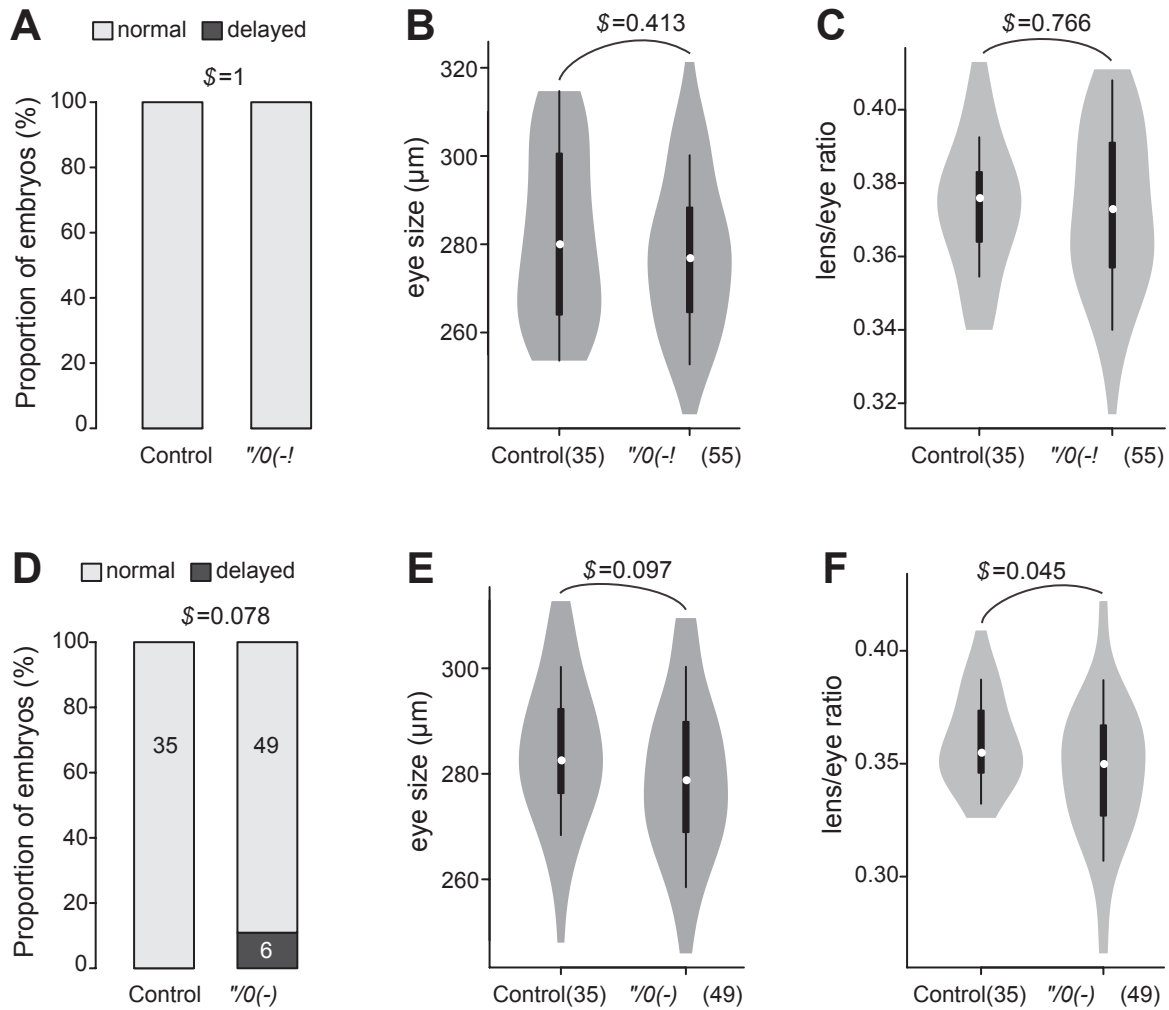 A
normal delayed
$=1
Proportion of embryos (%)
100
80
60
40
20
0
Control "/0(-!
B
$=0.413
eye size (µm)
320
300
280
260
Control(35) "/0(-! (55)
C
$=0.766
lens/eye ratio
0.40
0.38
0.36
0.34
0.32
Control(35) "/0(-! (55)
D
normal delayed
$=0.078
Proportion of embryos (%)
100
80
60
40
20
0
35
49
6
Control "/0(-)
E
$=0.097
eye size (µm)
300
280
260
Control(35) "/0(-) (49)
F
$=0.045
lens/eye ratio
0.40
0.35
0.30
Control(35) "/0(-) (49)